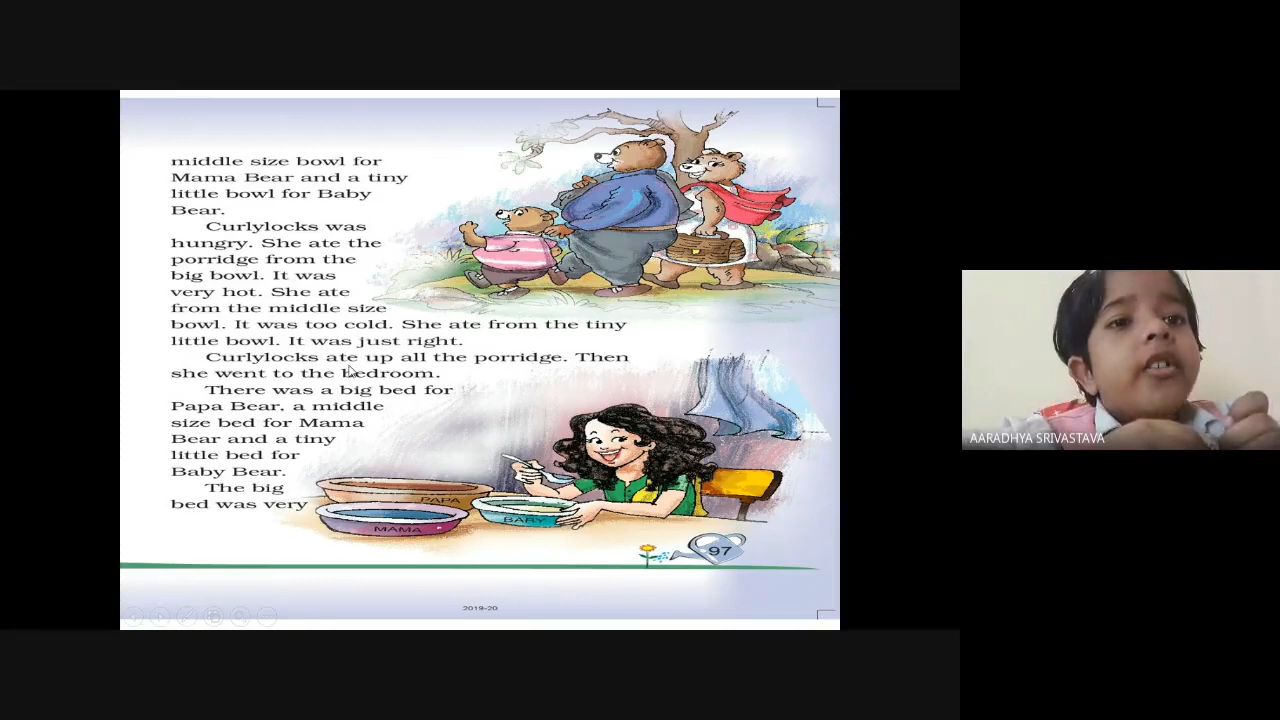 middle size bowl for
Mama Bear and a tiny
little bowl for Baby
Bear.
Curlylocks was
hungry. She ate the
porridge from the
big bowl. It was
very hot. She ate
from the middle size
bowl. It was too cold. She ate from the tiny
little bowl. It was just right.
Curlylocks ate up all the porridge. Then
she went to the bedroom.
There was a big bed for
Papa Bear, a middle
size bed for Mama
Bear and a tiny
little bed for
Baby Bear.
The big
bed was very
PAPA
MAMA
BABY
97
2019-20
AARADHYA SRIVASTAVA